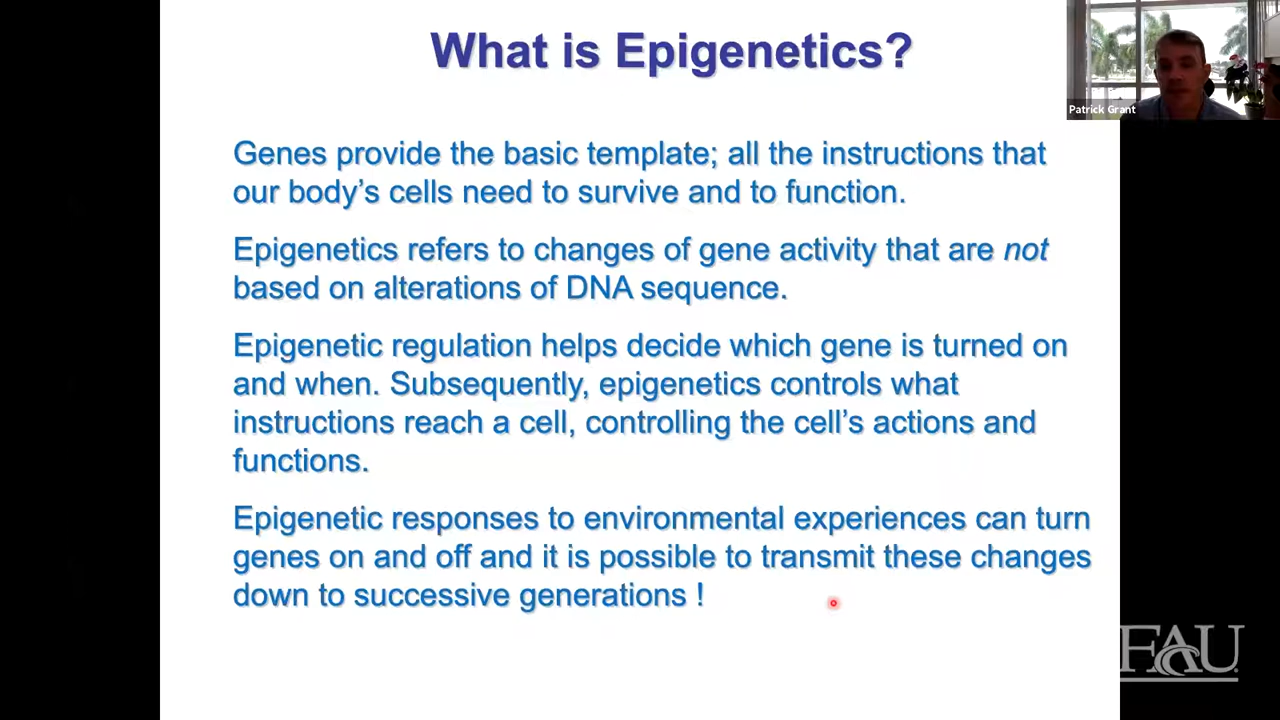 What is Epigenetics?
Patrick Grant
Genes provide the basic template; all the instructions that
our body’s cells need to survive and to function.
Epigenetics refers to changes of gene activity that are not
based on alterations of DNA sequence.
Epigenetic regulation helps decide which gene is turned on
and when. Subsequently, epigenetics controls what
instructions reach a cell, controlling the cell’s actions and
functions.
Epigenetic responses to environmental experiences can turn
genes on and off and it is possible to transmit these changes
down to successive generations !
FAU